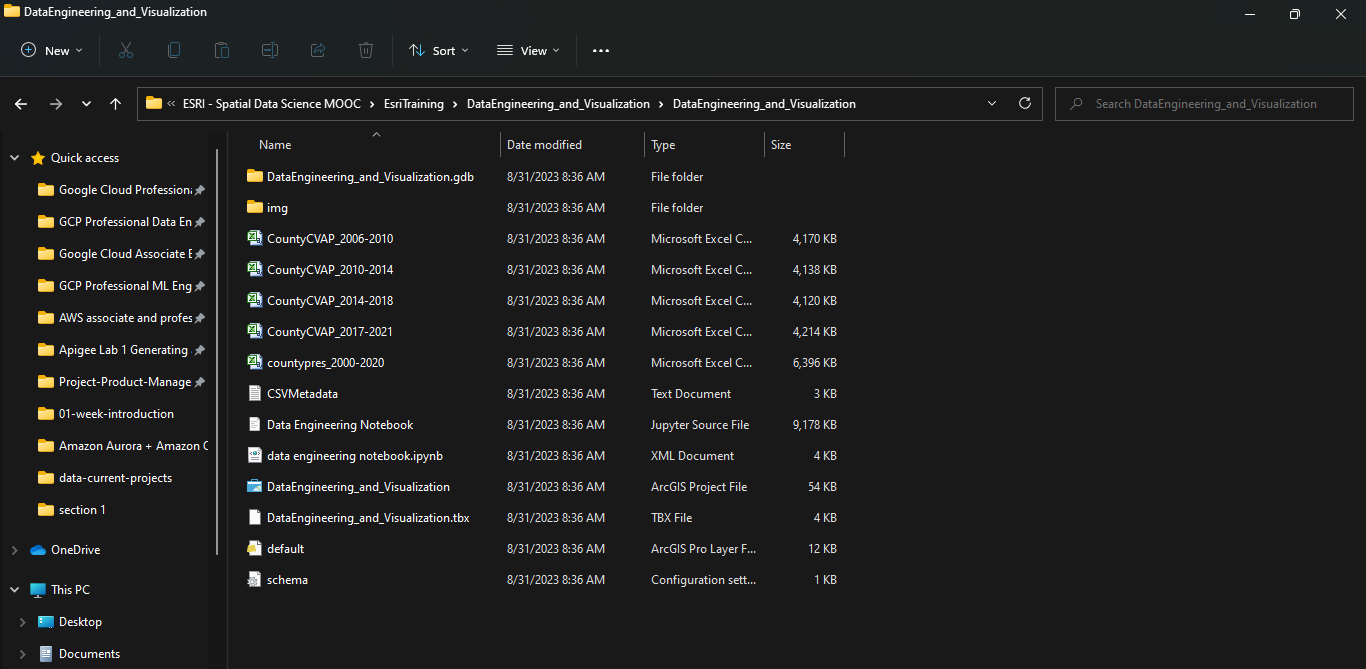 DataEngineering_and_Visualization
New
Sort
View
« ESRI - Spatial Data Science MOOC > EsriTraining > DataEngineering_and_Visualization > DataEngineering_and_Visualization
Search DataEngineering_and_Visualization
Quick access
Google Cloud Profession
GCP Professional Data En
Google Cloud Associate E
GCP Professional ML Eng
AWS associate and profes
Apigee Lab 1 Generating
Project-Product-Manage
01-week-introduction
Amazon Aurora + Amazon C
data-current-projects
section 1
OneDrive
This PC
Desktop
Documents
Name Date modified Type Size
DataEngineering_and_Visualization.gdb 8/31/2023 8:36 AM File folder
img 8/31/2023 8:36 AM File folder
CountyCVAP_2006-2010 8/31/2023 8:36 AM Microsoft Excel C... 4,170 KB
CountyCVAP_2010-2014 8/31/2023 8:36 AM Microsoft Excel C... 4,138 KB
CountyCVAP_2014-2018 8/31/2023 8:36 AM Microsoft Excel C... 4,120 KB
CountyCVAP_2017-2021 8/31/2023 8:36 AM Microsoft Excel C... 4,214 KB
countypres_2000-2020 8/31/2023 8:36 AM Microsoft Excel C... 6,396 KB
CSVMetadata 8/31/2023 8:36 AM Text Document 3 KB
Data Engineering Notebook 8/31/2023 8:36 AM Jupyter Source File 9,178 KB
data engineering notebook.ipynb 8/31/2023 8:36 AM XML Document 4 KB
DataEngineering_and_Visualization 8/31/2023 8:36 AM ArcGIS Project File 54 KB
DataEngineering_and_Visualization.tbx 8/31/2023 8:36 AM TBX File 4 KB
default 8/31/2023 8:36 AM ArcGIS Pro Layer F... 12 KB
schema 8/31/2023 8:36 AM Configuration sett... 1 KB